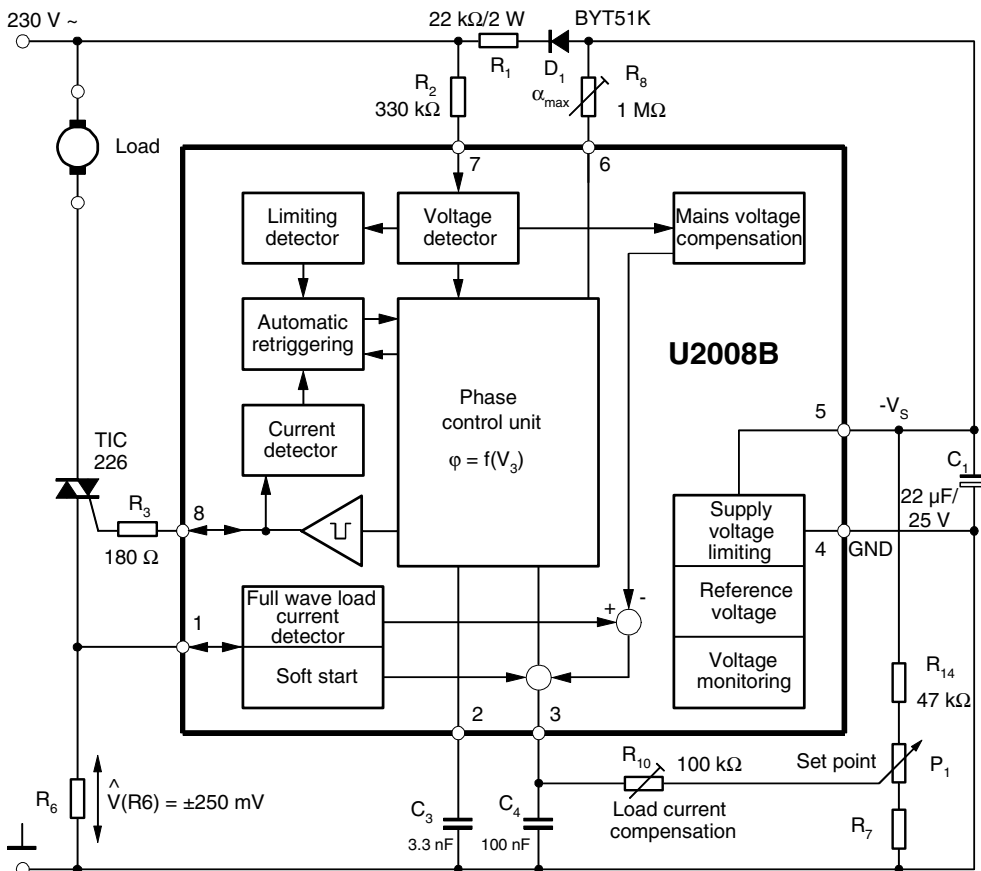 230 V ~
22 kΩ/2 W
BYT51K
R1
D1
R2
330 kΩ
αmax
R8
1 MΩ
Load
7
6
Limiting
detector
Voltage
detector
Mains voltage
compensation
Automatic
retriggering
U2008B
Phase
control unit
φ = f(V3)
Current
detector
5
-VS
C1
22 µF/
25 V
TIC
226
R3
180 Ω
8
Supply
voltage
limiting
4
GND
Reference
voltage
Voltage
monitoring
1
Full wave load
current
detector
Soft start
+
-
R14
47 kΩ
2
3
R10
100 kΩ
Set point
P1
Load current
compensation
R6
^
V(R6) = ±250 mV
C3
3.3 nF
C4
100 nF
R7